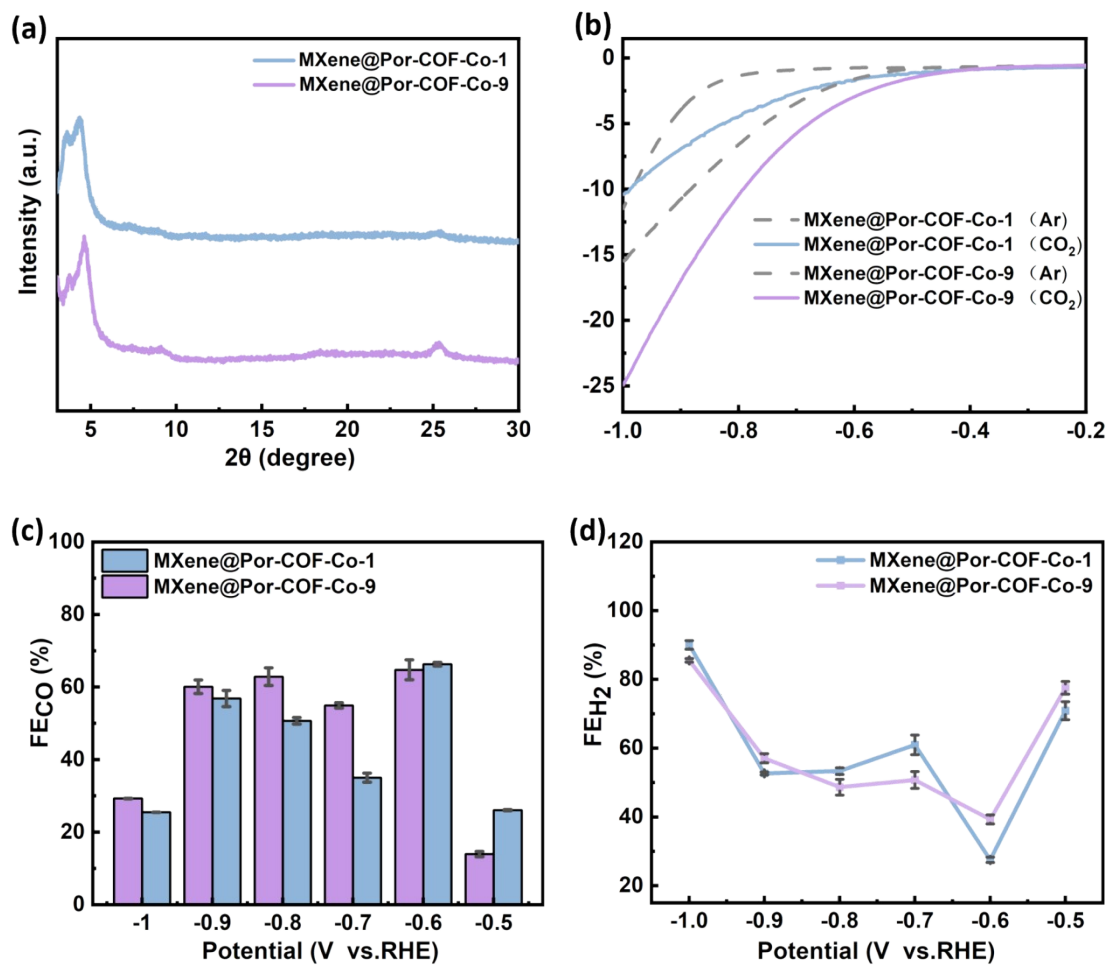 (a)
MXene@Por-COF-Co-1
MXene@Por-COF-Co-9
Intensity (a.u.)
5 10 15 20 25 30
2θ (degree)
(b)
0
-5
-10
-15
-20
-25
MXene@Por-COF-Co-1 （Ar)
MXene@Por-COF-Co-1 （CO2)
MXene@Por-COF-Co-9 （Ar)
MXene@Por-COF-Co-9 （CO2)
-1.0 -0.8 -0.6 -0.4 -0.2
(c)
MXene@Por-COF-Co-1
MXene@Por-COF-Co-9
FECO (%)
100
80
60
40
20
0
-1 -0.9 -0.8 -0.7 -0.6 -0.5
Potential (V vs.RHE)
(d)
MXene@Por-COF-Co-1
MXene@Por-COF-Co-9
FEH2 (%)
120
100
80
60
40
20
-1.0 -0.9 -0.8 -0.7 -0.6 -0.5
Potential (V vs.RHE)